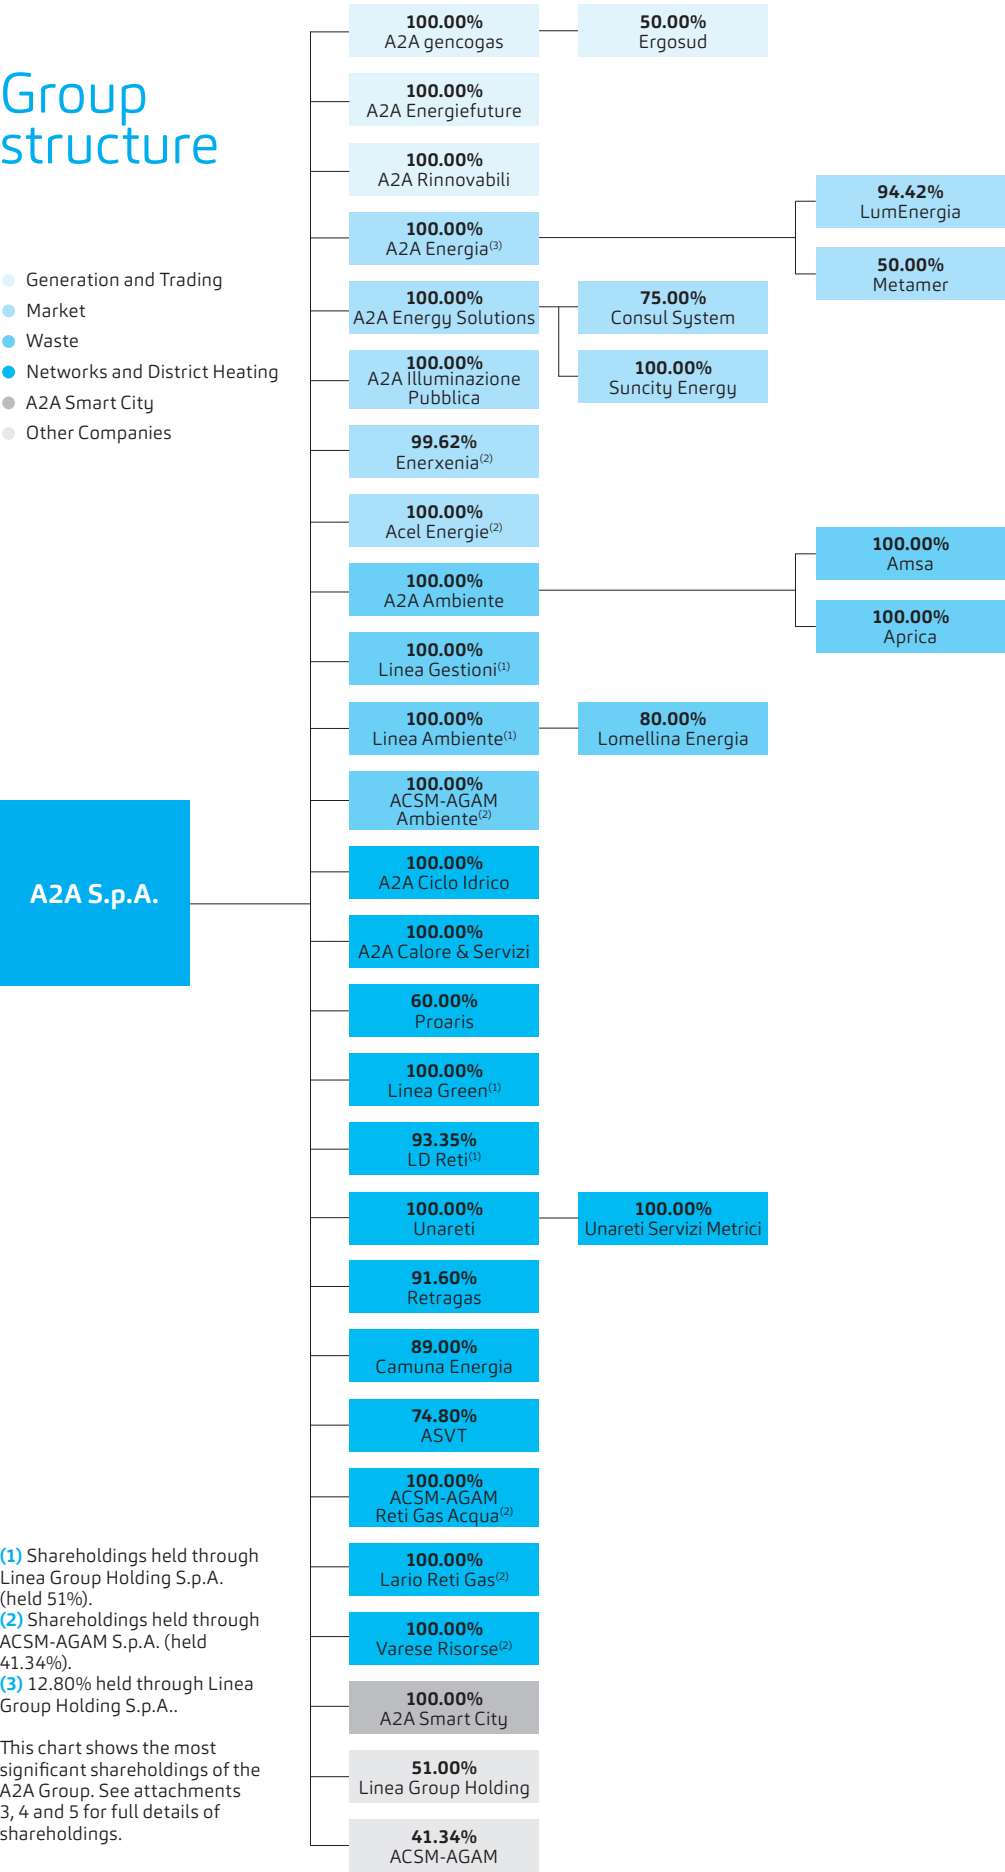 Group
structure
Generation and Trading
Market
Waste
Networks and District Heating
A2A Smart City
Other Companies
A2A S.p.A.
100.00%
A2A gencogas
50.00%
Ergosud
100.00%
A2A Energiefuture
100.00%
A2A Rinnovabili
100.00%
A2A Energia(3)
94.42%
LumEnergia
50.00%
Metamer
100.00%
A2A Energy Solutions
75.00%
Consul System
100.00%
Suncity Energy
100.00%
A2A Illuminazione
Pubblica
99.62%
Enerxenia(2)
100.00%
Acel Energie(2)
100.00%
A2A Ambiente
100.00%
Amsa
100.00%
Aprica
100.00%
Linea Gestioni(1)
100.00%
Linea Ambiente(1)
80.00%
Lomellina Energia
100.00%
ACSM-AGAM
Ambiente(2)
100.00%
A2A Ciclo Idrico
100.00%
A2A Calore & Servizi
60.00%
Proaris
100.00%
Linea Green(1)
93.35%
LD Reti(1)
100.00%
Unareti
100.00%
Unareti Servizi Metrici
91.60%
Retragas
89.00%
Camuna Energia
74.80%
ASVT
100.00%
ACSM-AGAM
Reti Gas Acqua(2)
100.00%
Lario Reti Gas(2)
100.00%
Varese Risorse(2)
100.00%
A2A Smart City
51.00%
Linea Group Holding
41.34%
ACSM-AGAM
(1) Shareholdings held through
Linea Group Holding S.p.A.
(held 51%).
(2) Shareholdings held through
ACSM-AGAM S.p.A. (held
41.34%).
(3) 12.80% held through Linea
Group Holding S.p.A..
This chart shows the most
significant shareholdings of the
A2A Group. See attachments
3, 4 and 5 for full details of
shareholdings.